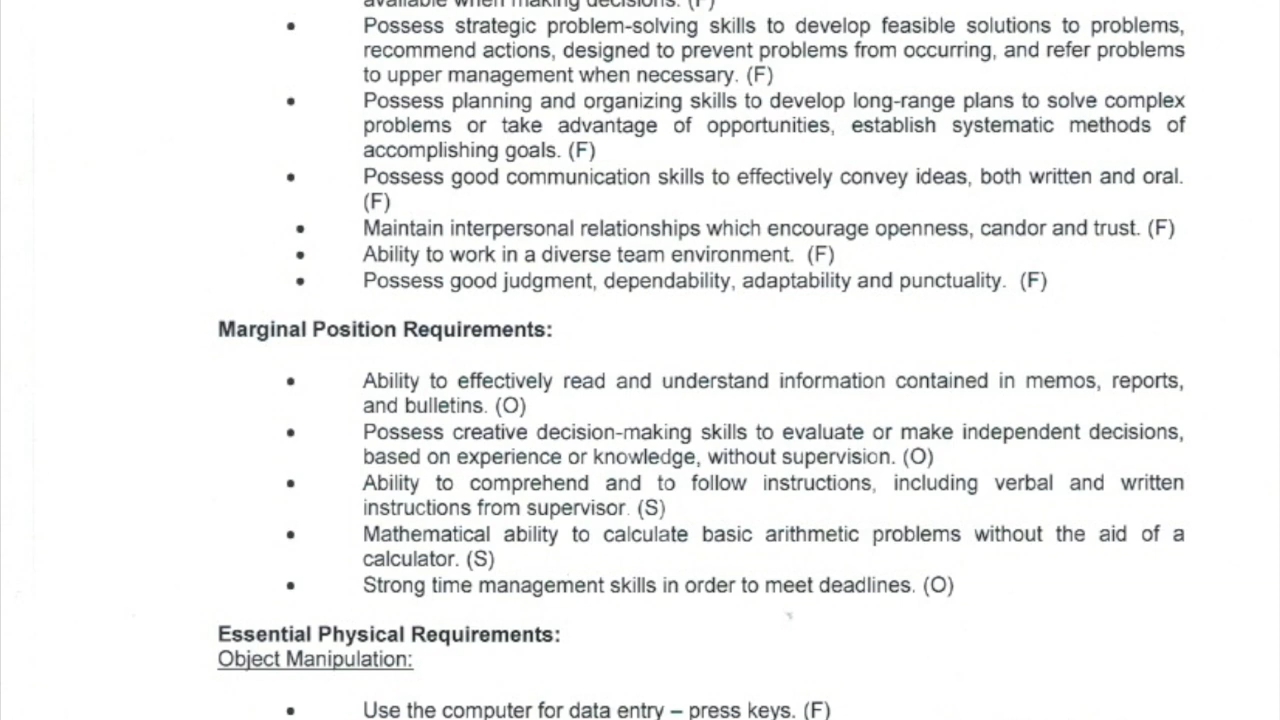 available when making decisions. (F)
• Possess strategic problem-solving skills to develop feasible solutions to problems,
recommend actions, designed to prevent problems from occurring, and refer problems
to upper management when necessary. (F)
• Possess planning and organizing skills to develop long-range plans to solve complex
problems or take advantage of opportunities, establish systematic methods of
accomplishing goals. (F)
• Possess good communication skills to effectively convey ideas, both written and oral.
(F)
• Maintain interpersonal relationships which encourage openness, candor and trust. (F)
• Ability to work in a diverse team environment. (F)
• Possess good judgment, dependability, adaptability and punctuality. (F)
Marginal Position Requirements:
• Ability to effectively read and understand information contained in memos, reports,
and bulletins. (O)
• Possess creative decision-making skills to evaluate or make independent decisions,
based on experience or knowledge, without supervision. (O)
• Ability to comprehend and to follow instructions, including verbal and written
instructions from supervisor. (S)
• Mathematical ability to calculate basic arithmetic problems without the aid of a
calculator. (S)
• Strong time management skills in order to meet deadlines. (O)
Essential Physical Requirements:
Object Manipulation:
• Use the computer for data entry – press keys. (F)